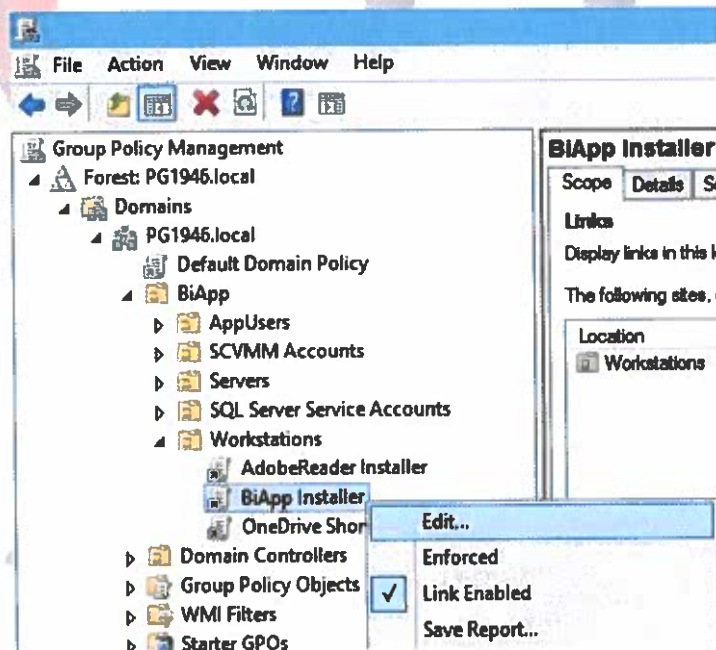 File Action View Window Help
Group Policy Management
Forest: PG1946.local
Domains
PG1946.local
Default Domain Policy
BiApp
AppUsers
SCVMM Accounts
Servers
SQL Server Service Accounts
Workstations
AdobeReader Installer
BiApp Installer
OneDrive Shor
Domain Controllers
Group Policy Objects
WMI Filters
Starter GPOs
Edit...
Enforced
Link Enabled
Save Report...
BiApp Installer
Scope Details S
Links
Display links in this l
The following sites,
Location
Workstations